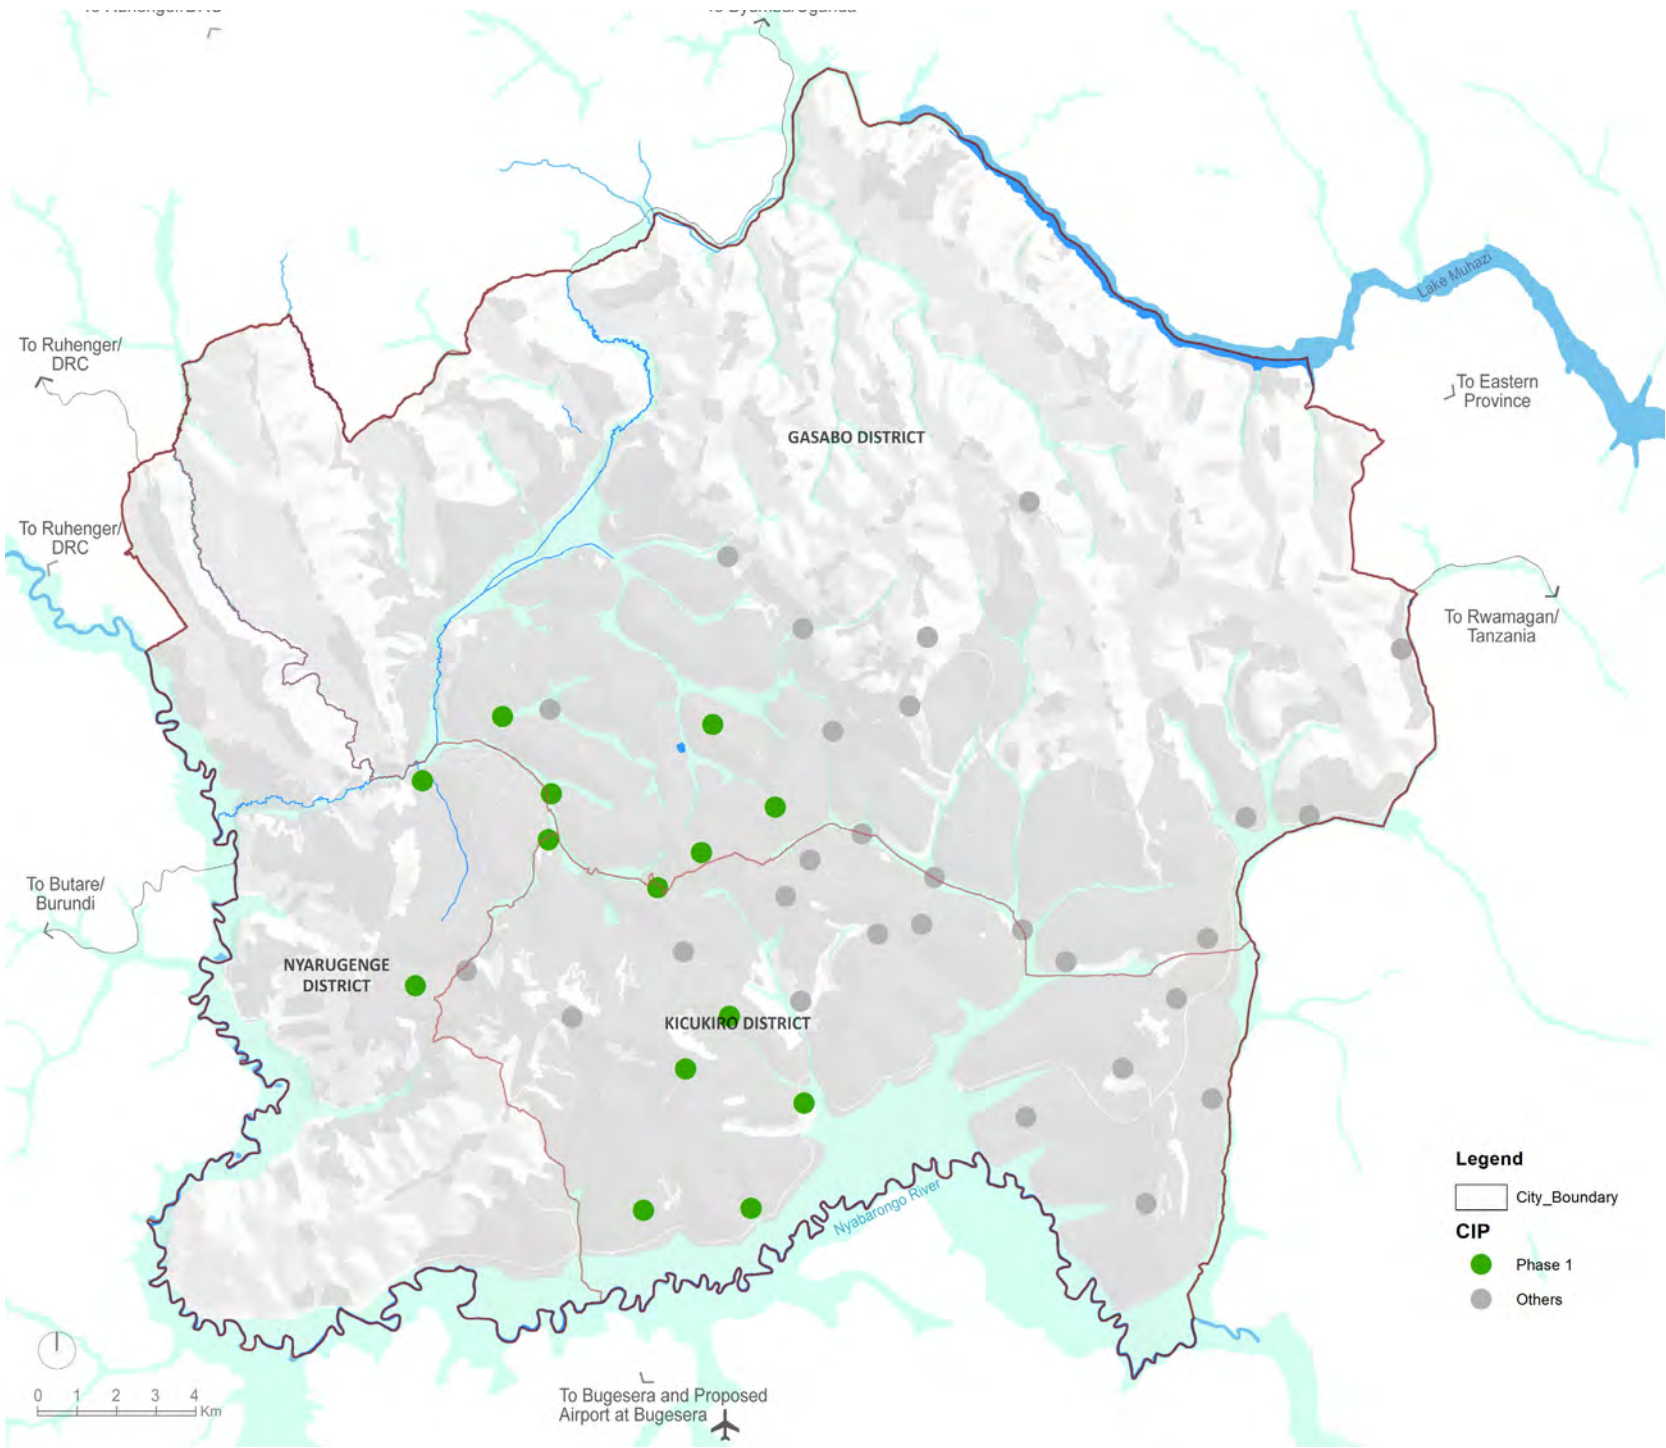 GASABO DISTRICT
Lake Muhazi
To Ruhenger/
DRC
To Eastern
Province
To Ruhenger/
DRC
To Rwamagan/
Tanzania
To Butare/
Burundi
NYARUGENGE
DISTRICT
KICUKIRO DISTRICT
Nyabarongo River
Legend
City_Boundary
CIP
Phase 1
Others
0 1 2 3 4
Km
To Bugesera and Proposed
Airport at Bugesera